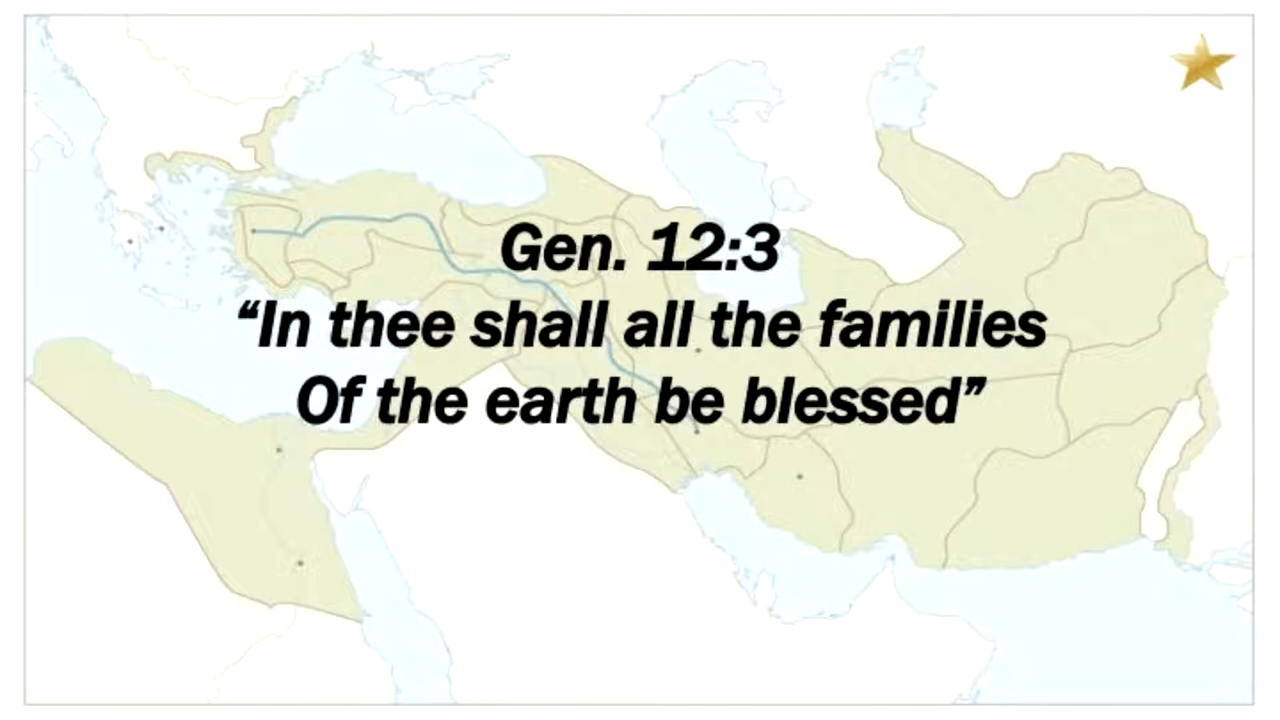 Gen. 12:3
“In thee shall all the families
Of the earth be blessed”